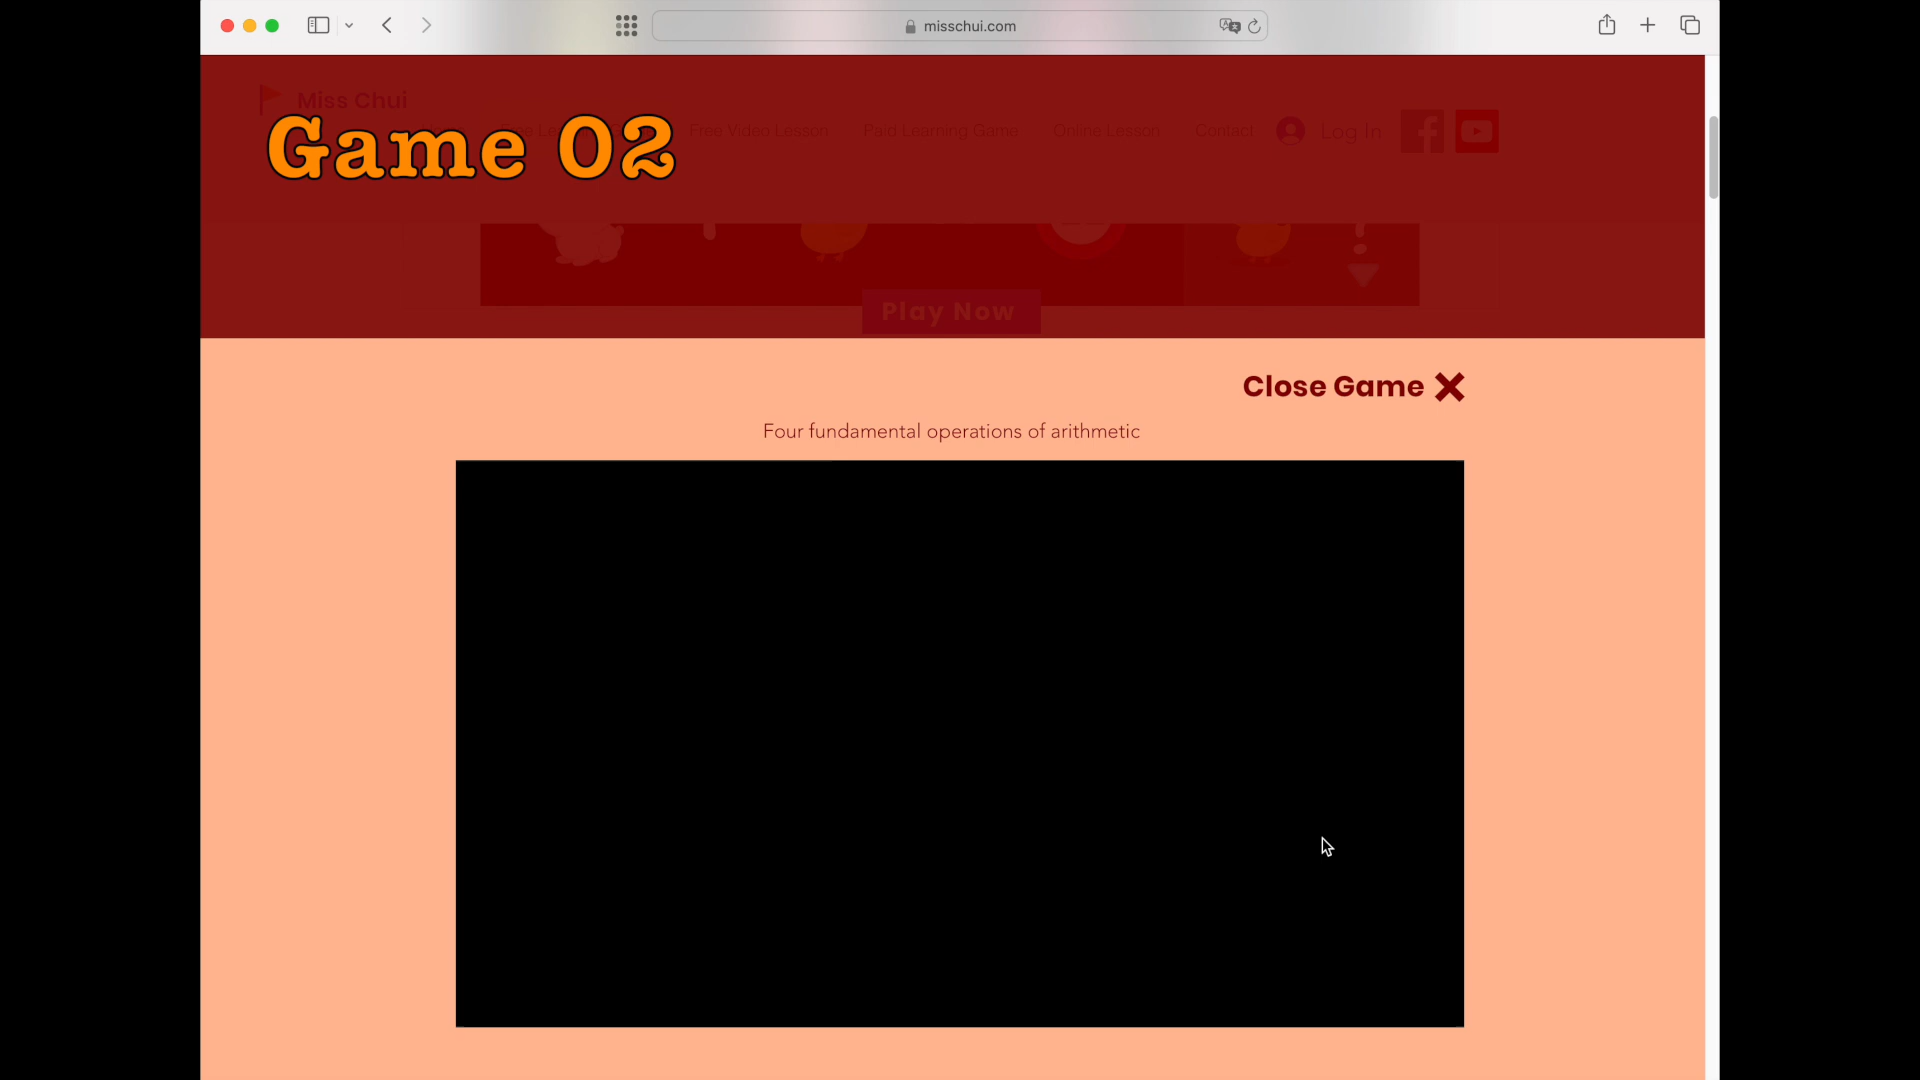 misschui.com
Miss Chui
Free Video Lesson Paid Learning Game Online Lesson Contact Log In
Game 02
Play Now
Close Game
Four fundamental operations of arithmetic